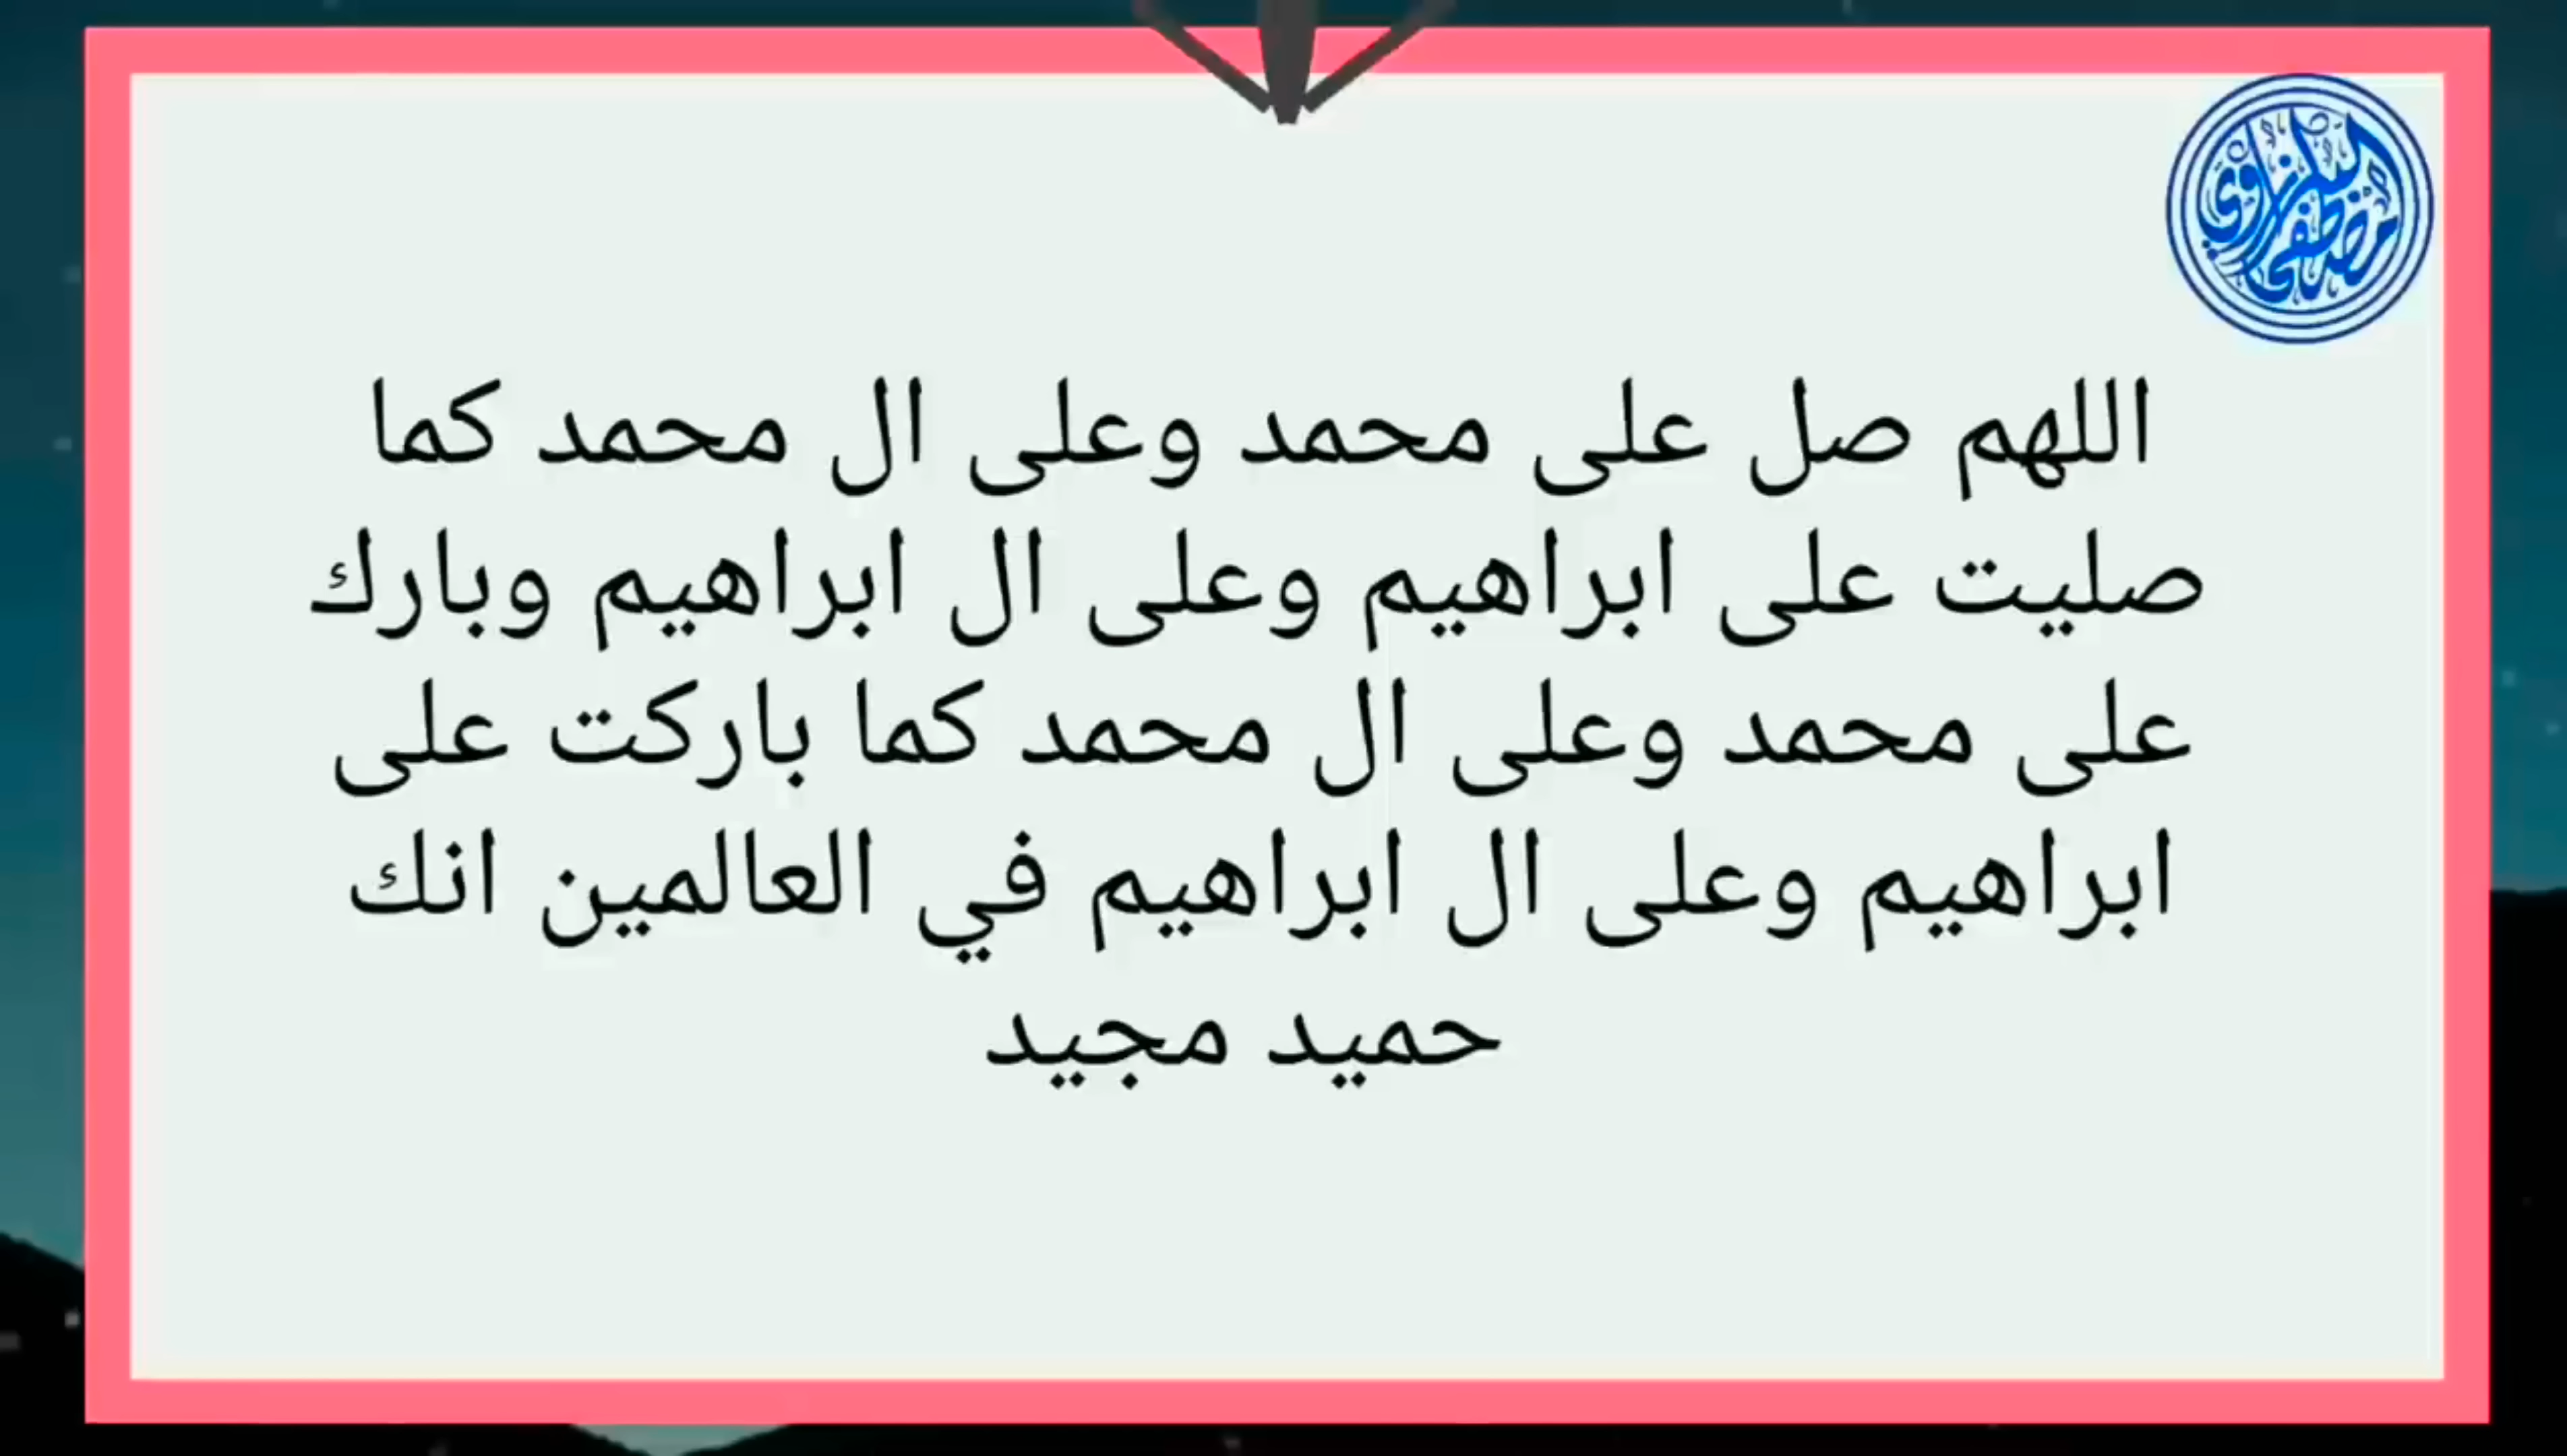 اللهم صل على محمد وعلى ال محمد كما
صليت على ابراهيم وعلى ال ابراهيم وبارك
على محمد وعلى ال محمد كما باركت على
ابراهيم وعلى ال ابراهيم في العالمين انك
حميد مجيد